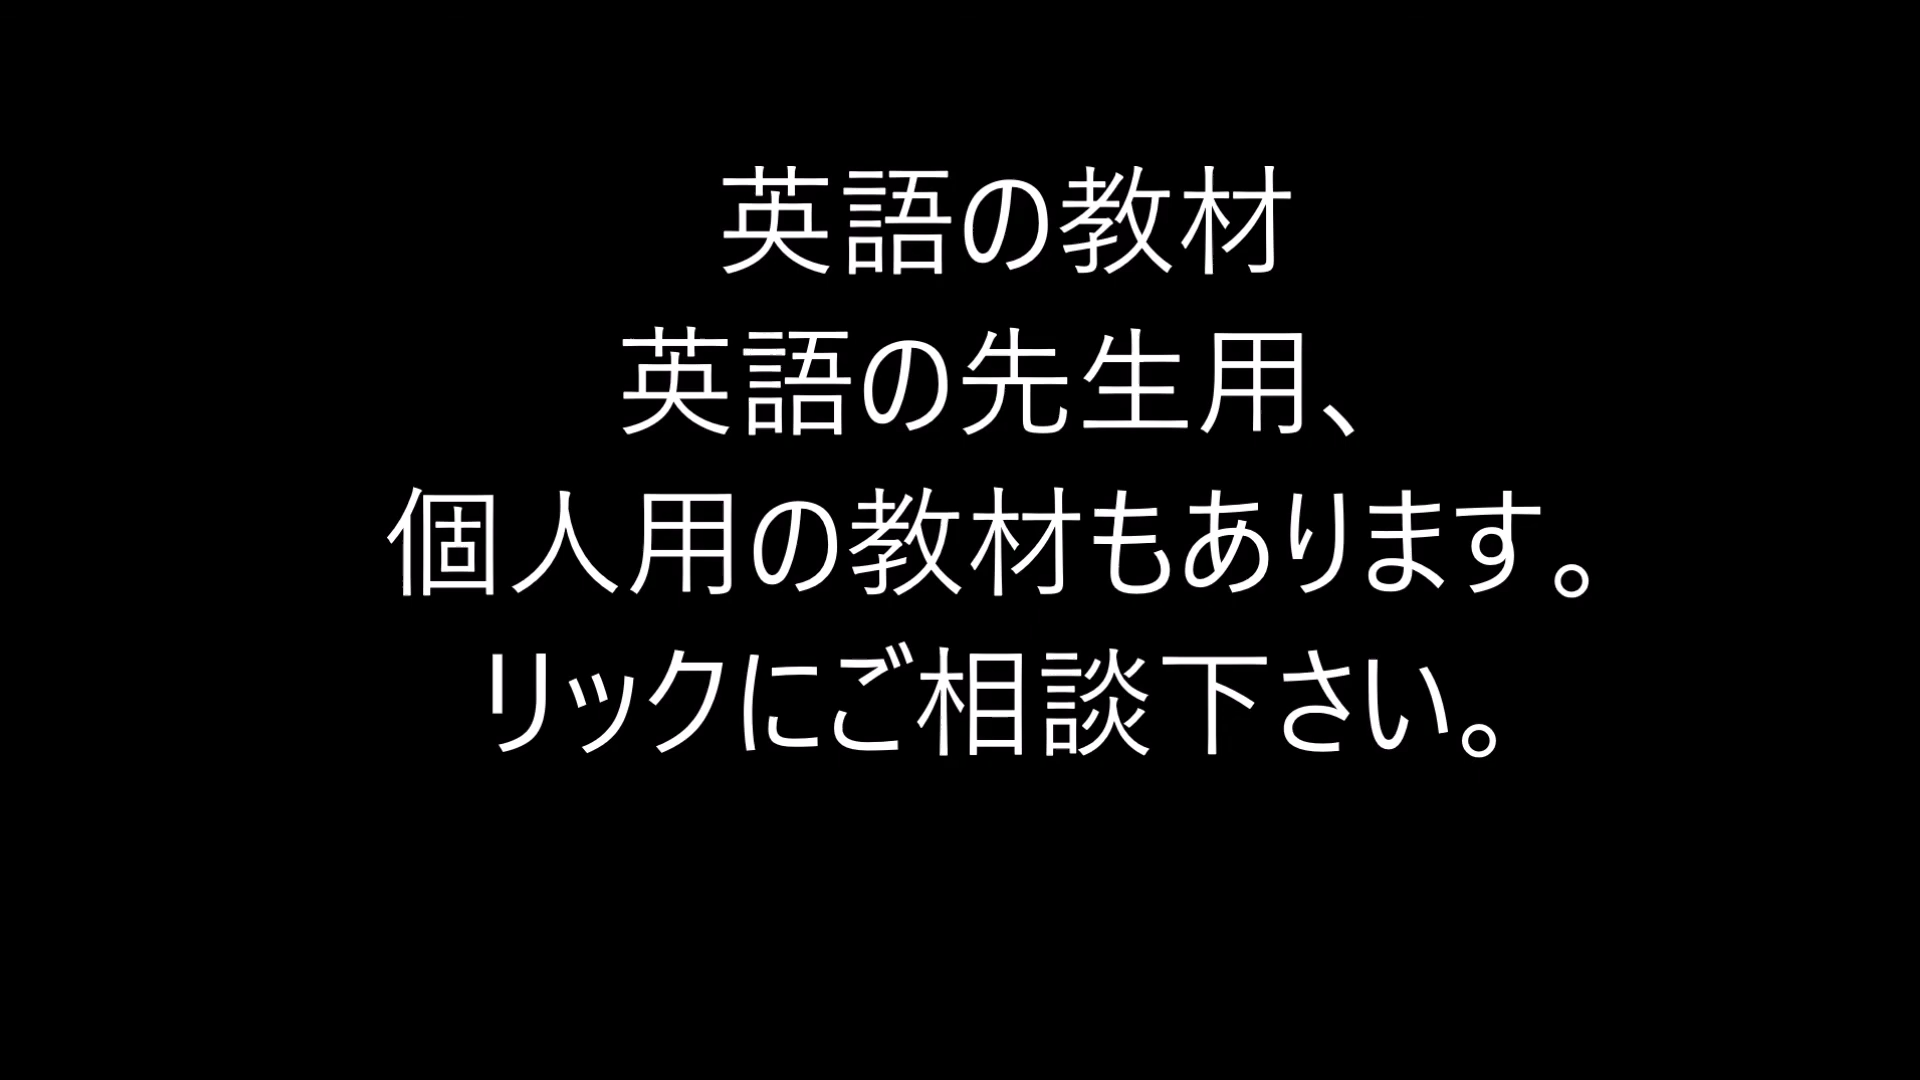 英語の教材
英語の先生用、
個人用の教材もあります。
リックにご相談下さい。